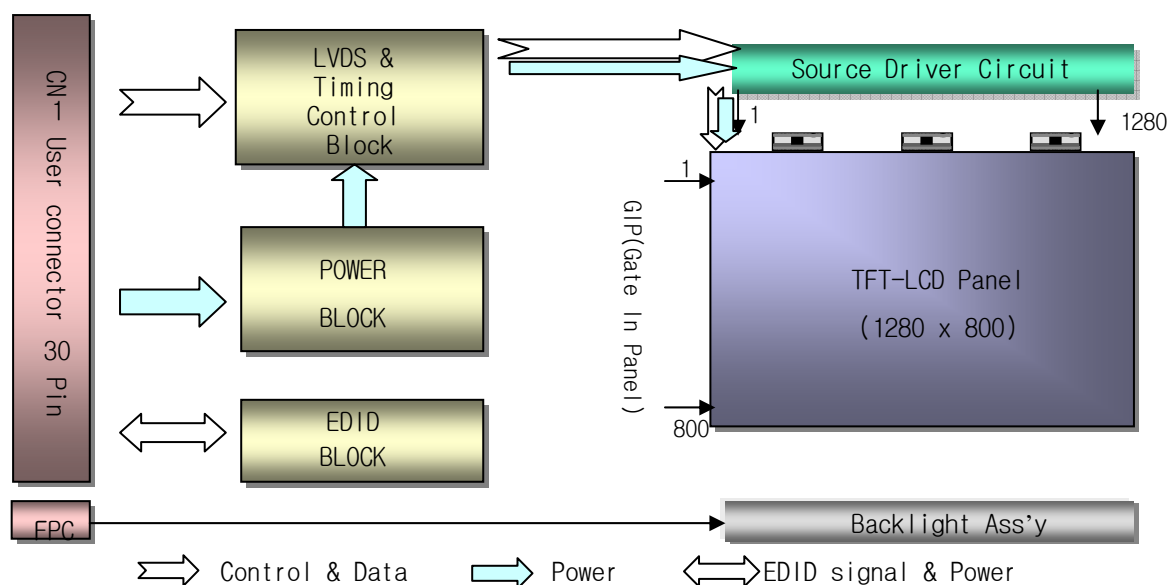 CN-1 User connector 30 Pin
LVDS &
Timing
Control
Block
POWER
BLOCK
EDID
BLOCK
Source Driver Circuit
1
1280
1
GIP(Gate In Panel)
800
TFT-LCD Panel
(1280 x 800)
FPC
Backlight Ass’y
Control & Data
Power
EDID signal & Power